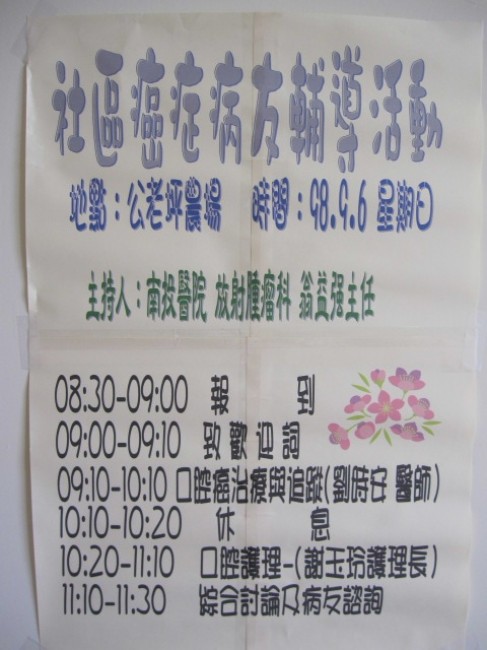 社區癌症病友輔導活動
地點：公老坪農場　時間：98.9.6 星期日
主持人：南投醫院 放射腫瘤科 翁益强主任
08:30-09:00 報 到
09:00-09:10 致歡迎詞
09:10-10:10 口腔癌治療與追蹤(劉時安 醫師)
10:10-10:20 休 息
10:20-11:10 口腔護理-(謝玉玲護理長)
11:10-11:30 綜合討論及病友諮詢